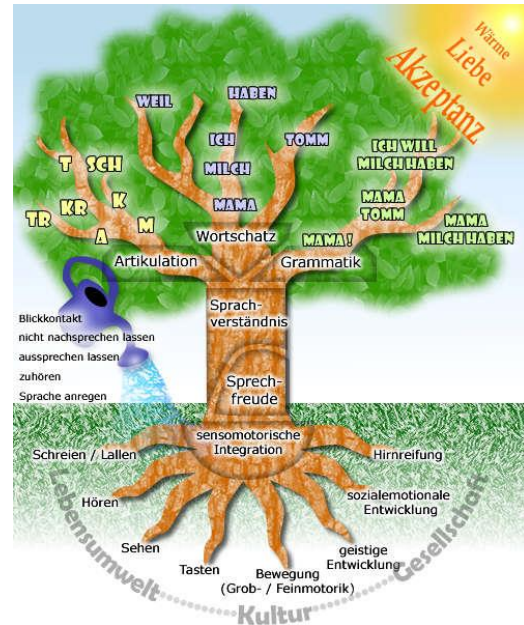 Wärme
Liebe
Akzeptanz
WEIL
HABEN
ICH
TOMM
MILCH
MAMA
T
SCH
K
KR
TR
A
M
ICH WILL
MILCH HABEN
MAMA
TOMM
MAMA
MILCH HABEN
MAMA !
Wortschatz
Artikulation
Grammatik
Sprach-
verständnis
Sprech-
freude
Blickkontakt
nicht nachsprechen lassen
aussprechen lassen
zuhören
Sprache anregen
sensomotorische
Integration
Schreien / Lallen
Hirnreifung
Hören
sozialemotionale
Entwicklung
Sehen
geistige
Entwicklung
Tasten
Bewegung
(Grob- / Feinmotorik)
Lebensumwelt
Kultur
Gesellschaft